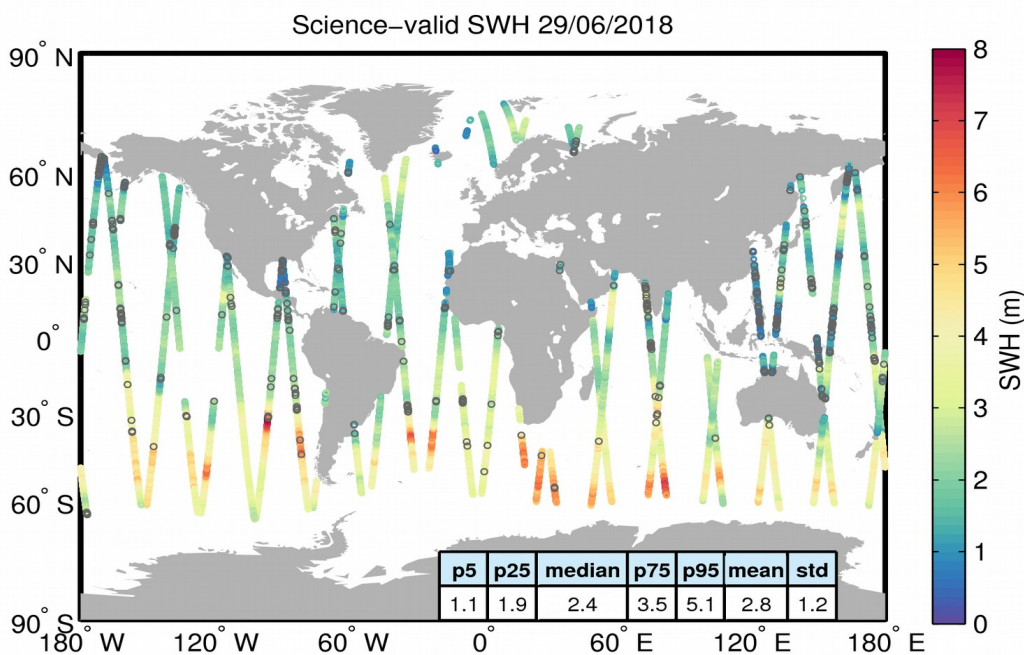 Science−valid SWH 29/06/2018
90° N
60° N
30° N
0°
30° S
60° S
90° S
180° W
120° W
60° W
0°
60° E
120° E
180° E
p5 p25 median p75 p95 mean std
1.1 1.9 2.4 3.5 5.1 2.8 1.2
8
7
6
5
4
3
2
1
0
SWH (m)